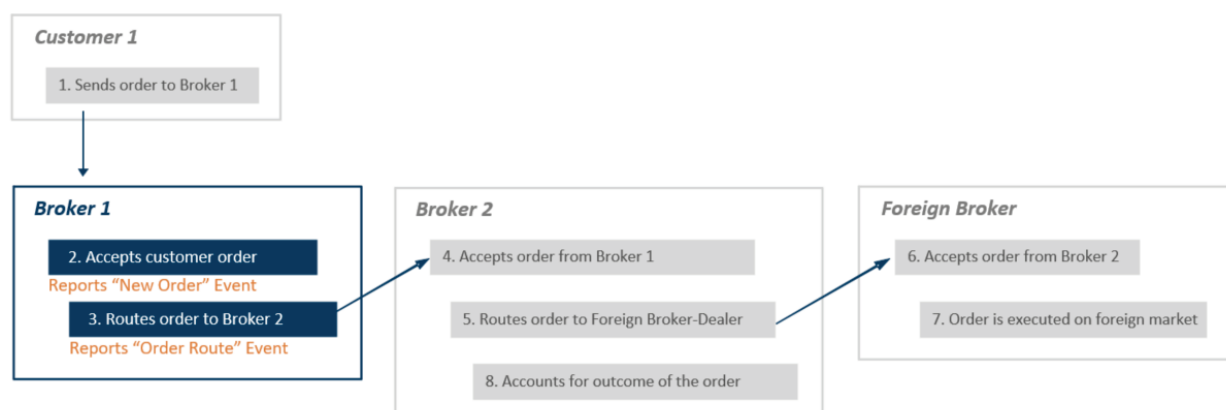 Customer 1
1. Sends order to Broker 1
Broker 1
2. Accepts customer order
Reports “New Order” Event
3. Routes order to Broker 2
Reports “Order Route” Event
Broker 2
4. Accepts order from Broker 1
5. Routes order to Foreign Broker-Dealer
8. Accounts for outcome of the order
Foreign Broker
6. Accepts order from Broker 2
7. Order is executed on foreign market